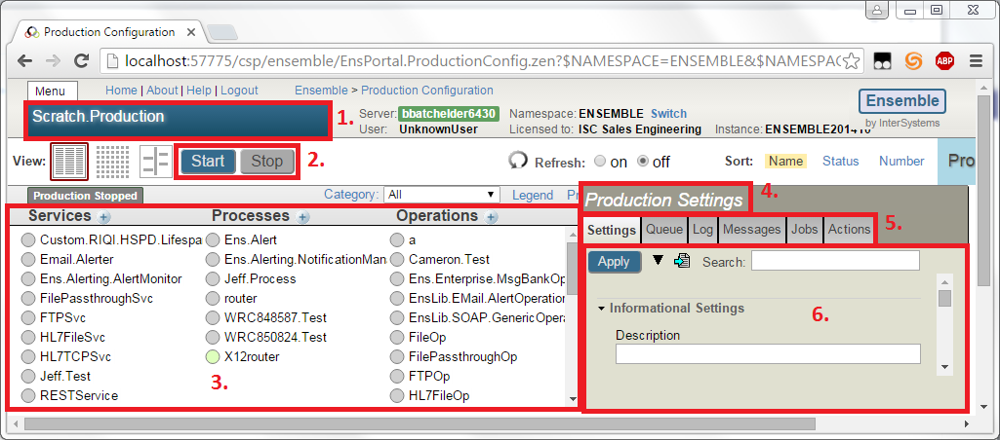 Production Configuration
localhost:57775/csp/ensemble/EnsPortal.ProductionConfig.zen?$NAMESPACE=ENSEMBLE&$NAMESPAC
ABP
Menu Home | About | Help | Logout Ensemble > Production Configuration
Scratch.Production 1. Server: bbatchelder6430 Namespace: ENSEMBLE Switch Ensemble
User: UnknownUser Licensed to: ISC Sales Engineering Instance: ENSEMBLE201410 by InterSystems
View: Start Stop 2. Refresh: on off Sort: Name Status Number Pro
Production Stopped Category: All Legend Pr
Production Settings 4.
Services Processes Operations
Settings Queue Log Messages Jobs Actions 5.
Custom.RIQI.HSPD.Lifespa Ens.Alert a
Email.Alerter Ens.Alerting.NotificationMan Cameron.Test
Apply Search:
Ens.Alerting.AlertMonitor Jeff.Process Ens.Enterprise.MsgBankOp
FilePassthroughSvc router EnsLib.EMail.AlertOperation
Informational Settings 6.
FTPSvc WRC848587.Test EnsLib.SOAP.GenericOpera
HL7FileSvc WRC850824.Test FileOp
Description
HL7TCPSvc X12router FilePassthroughOp
Jeff.Test FTPOp
3.
RESTService HL7FileOp